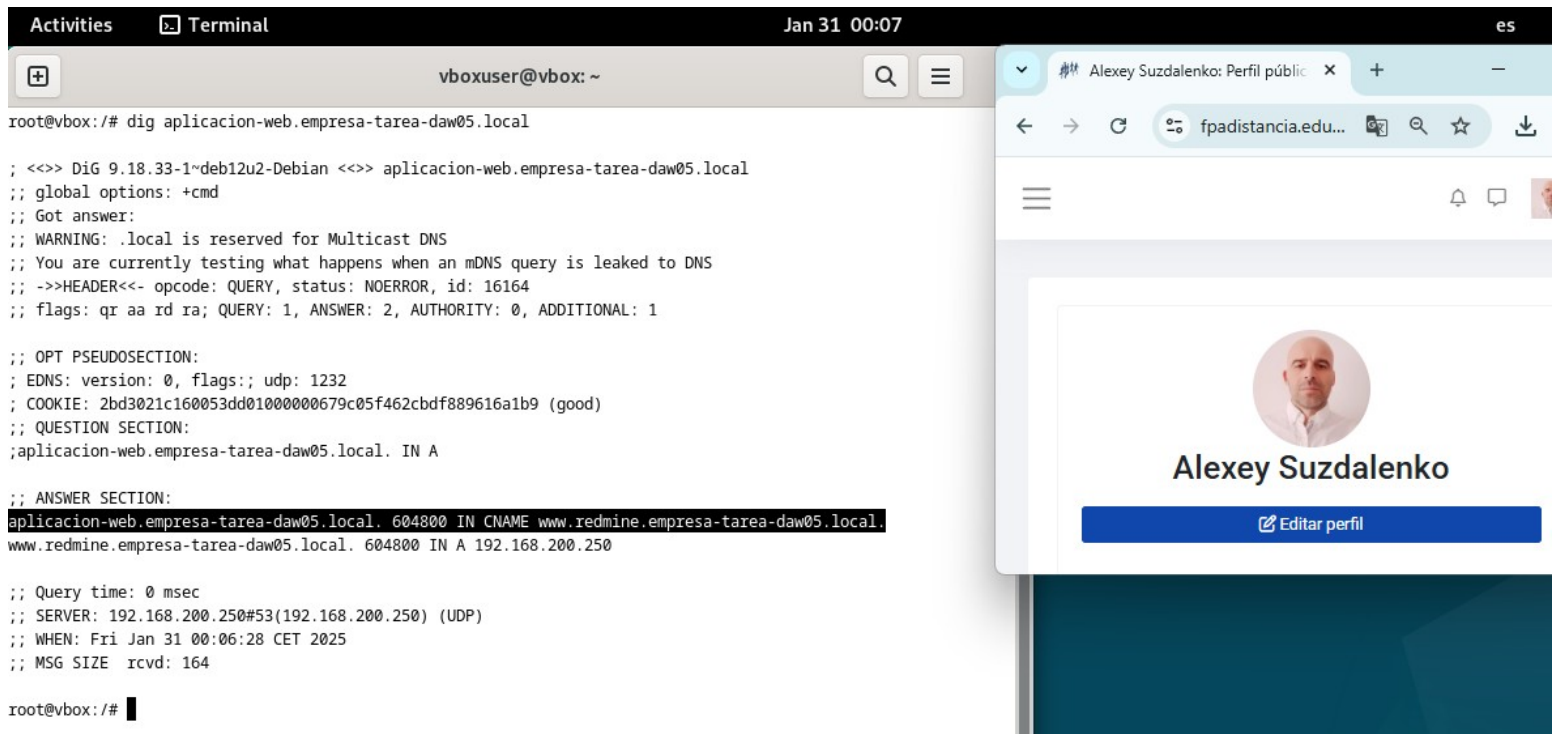 Activities
Terminal
Jan 31 00:07
es
vboxuser@vbox: ~
root@vbox:/# dig aplicacion-web.empresa-tarea-daw05.local
; <<>> DiG 9.18.33-1~deb12u2-Debian <<>> aplicacion-web.empresa-tarea-daw05.local
;; global options: +cmd
;; Got answer:
;; WARNING: .local is reserved for Multicast DNS
;; You are currently testing what happens when an mDNS query is leaked to DNS
;; ->>HEADER<<- opcode: QUERY, status: NOERROR, id: 16164
;; flags: qr aa rd ra; QUERY: 1, ANSWER: 2, AUTHORITY: 0, ADDITIONAL: 1
;; OPT PSEUDOSECTION:
; EDNS: version: 0, flags:; udp: 1232
; COOKIE: 2bd3021c160053dd01000000679c05f462cbdf889616a1b9 (good)
;; QUESTION SECTION:
;aplicacion-web.empresa-tarea-daw05.local. IN A
;; ANSWER SECTION:
aplicacion-web.empresa-tarea-daw05.local. 604800 IN CNAME www.redmine.empresa-tarea-daw05.local.
www.redmine.empresa-tarea-daw05.local. 604800 IN A 192.168.200.250
;; Query time: 0 msec
;; SERVER: 192.168.200.250#53(192.168.200.250) (UDP)
;; WHEN: Fri Jan 31 00:06:28 CET 2025
;; MSG SIZE rcvd: 164
root@vbox:/#
Alexey Suzdalenko: Perfil públic
fpadistancia.edu...
Alexey Suzdalenko
Editar perfil